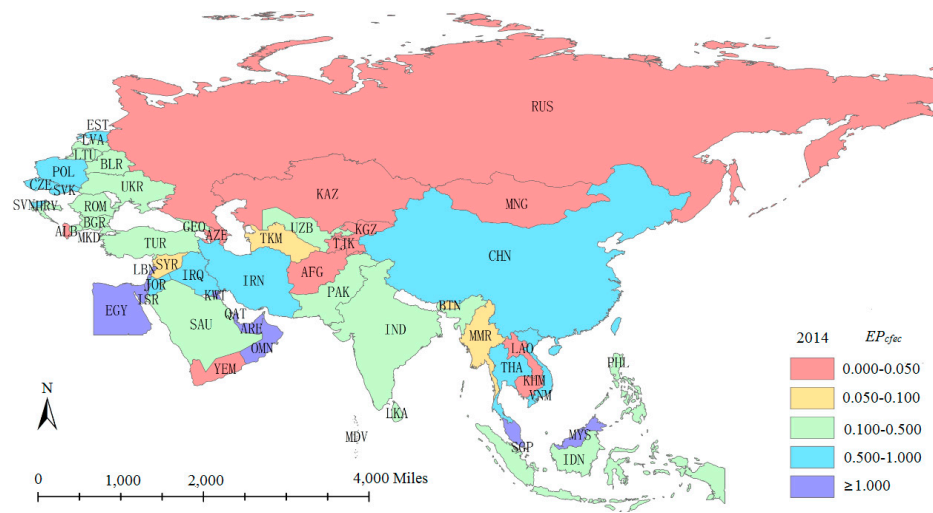 RUS
EST
LVA
LTU
BLR
POL
CZE
SVK
UKR
KAZ
MNG
SVN
HRV
ROM
BGR
ALB
MKD
GEO
AZE
UZB
KGZ
TKM
TJK
TUR
CHN
LBN
SYR
IRQ
IRN
AFG
JOR
ISR
KWT
PAK
EGY
QAT
SAU
ARE
OMN
IND
BTN
MMR
LAO
YEM
THA
KHM
VNM
PHL
LKA
MDV
SGP
MYS
IDN
N
0 1,000 2,000 4,000 Miles
2014 EPcfec
0.000-0.050
0.050-0.100
0.100-0.500
0.500-1.000
≥1.000